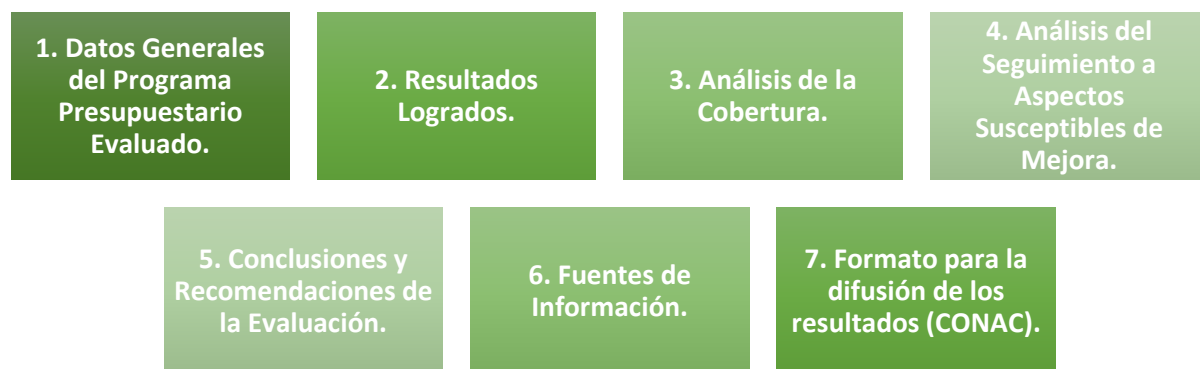 1. Datos Generales
del Programa
Presupuestario
Evaluado.
2. Resultados
Logrados.
3. Análisis de la
Cobertura.
4. Análisis del
Seguimiento a
Aspectos
Susceptibles de
Mejora.
5. Conclusiones y
Recomendaciones de
la Evaluación.
6. Fuentes de
Información.
7. Formato para la
difusión de los
resultados (CONAC).